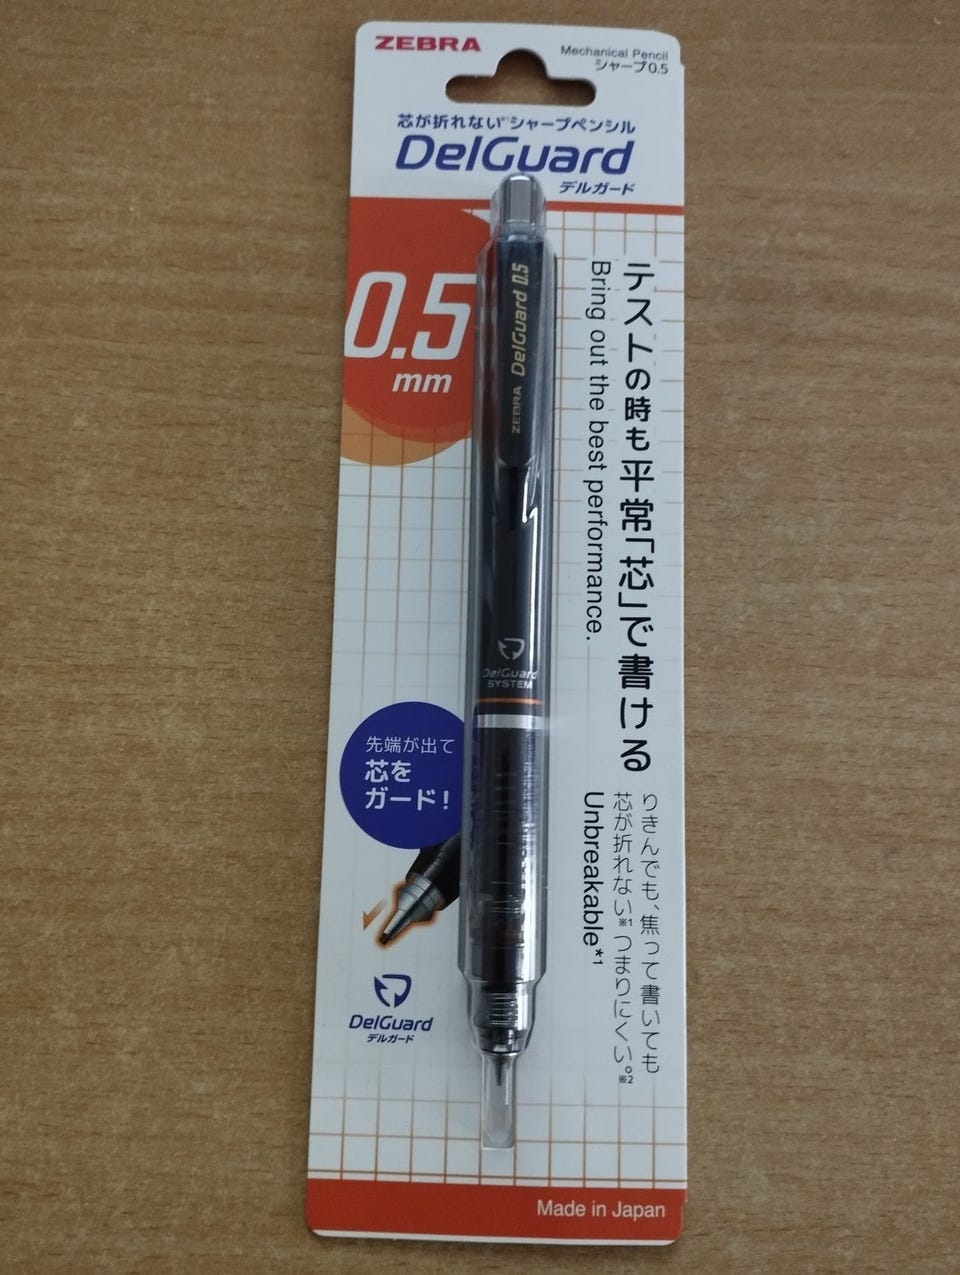 ZEBRA
Mechanical Pencil
シャープ0.5
芯が折れない※1シャープペンシル
DelGuard
デルガード
0.5
mm
0.5
DelGuard
ZEBRA
テストの時も平常「芯」で書ける
Bring out the best performance.
DelGuard
SYSTEM
先端が出て
芯を
ガード!
りきんでも、焦って書いても
芯が折れない※1つまりにくい。※2
Unbreakable*1
DelGuard
デルガード
Made in Japan